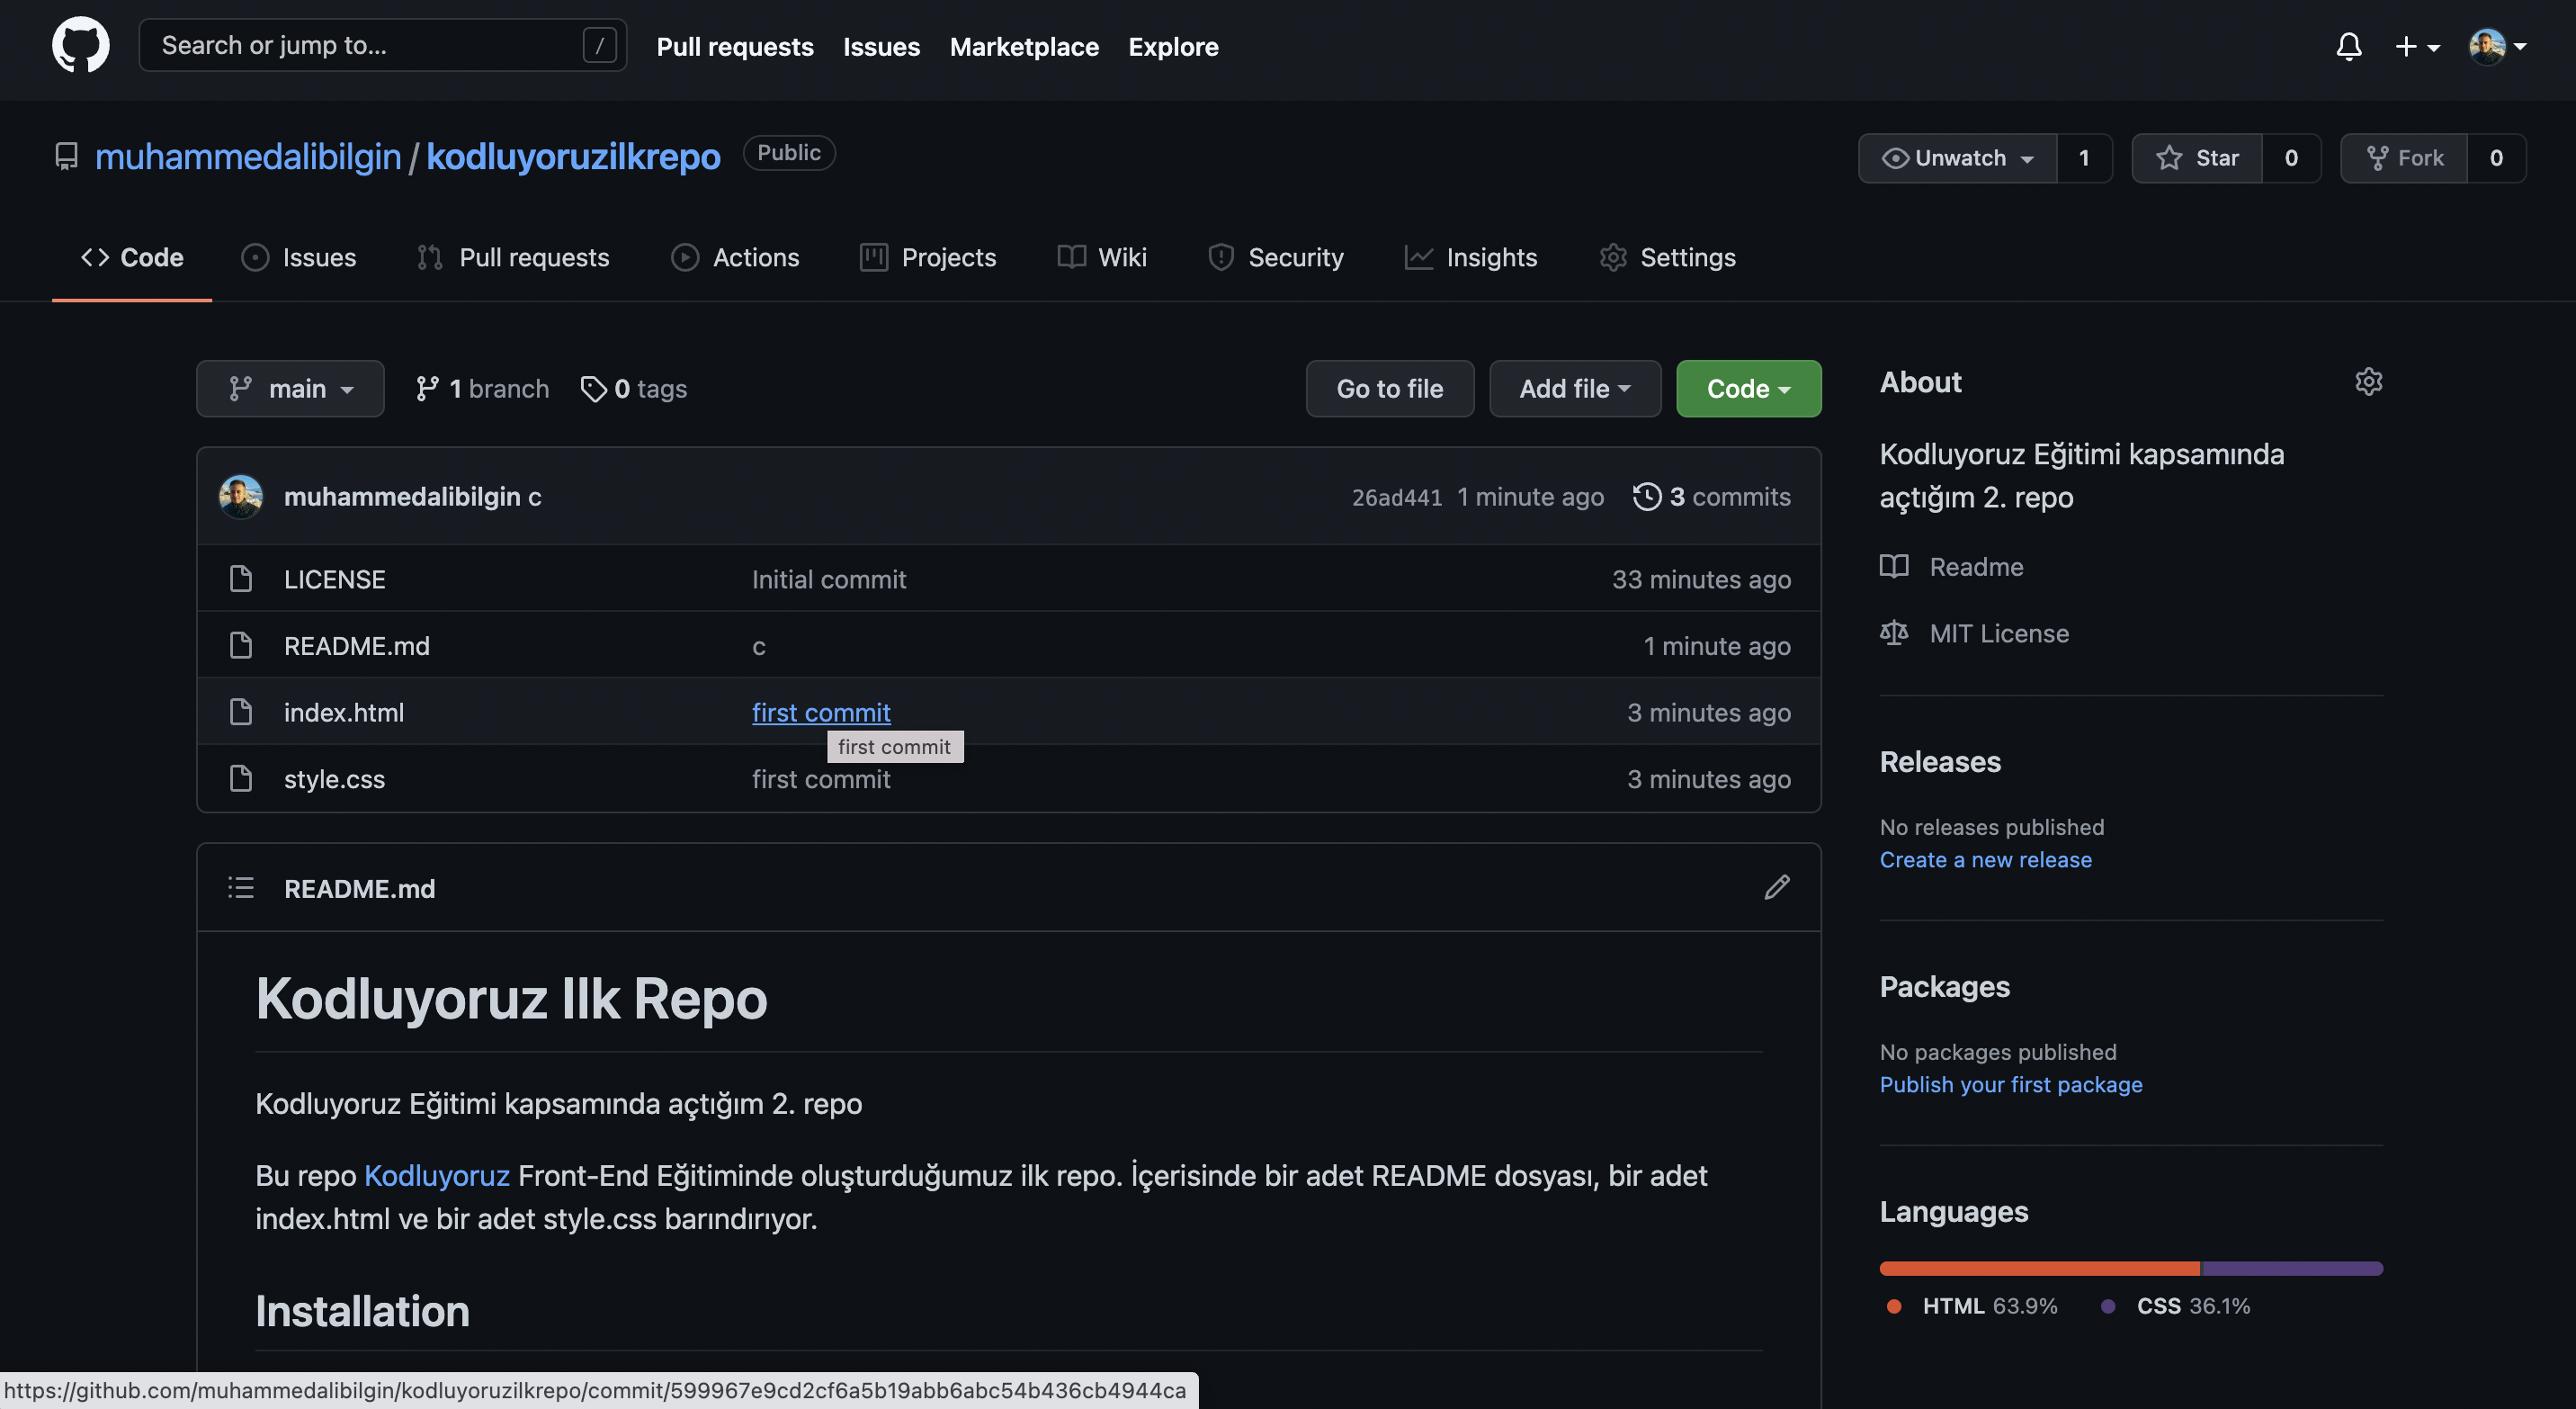 Search or jump to... /
Pull requests Issues Marketplace Explore
muhammedalibilgin / kodluyoruzilkrepo Public
Unwatch 1 Star 0 Fork 0
Code Issues Pull requests Actions Projects Wiki Security Insights Settings
main 1 branch 0 tags
Go to file Add file Code
muhammedalibilgin c 26ad441 1 minute ago 3 commits
LICENSE Initial commit 33 minutes ago
README.md c 1 minute ago
index.html first commit 3 minutes ago
first commit
style.css first commit 3 minutes ago
README.md
Kodluyoruz Ilk Repo
Kodluyoruz Eğitimi kapsamında açtığım 2. repo
Bu repo Kodluyoruz Front-End Eğitiminde oluşturduğumuz ilk repo. İçerisinde bir adet README dosyası, bir adet
index.html ve bir adet style.css barındırıyor.
Installation
About
Kodluyoruz Eğitimi kapsamında
açtığım 2. repo
Readme
MIT License
Releases
No releases published
Create a new release
Packages
No packages published
Publish your first package
Languages
HTML 63.9% CSS 36.1%
https://github.com/muhammedalibilgin/kodluyoruzilkrepo/commit/599967e9cd2cf6a5b19abb6abc54b436cb4944ca